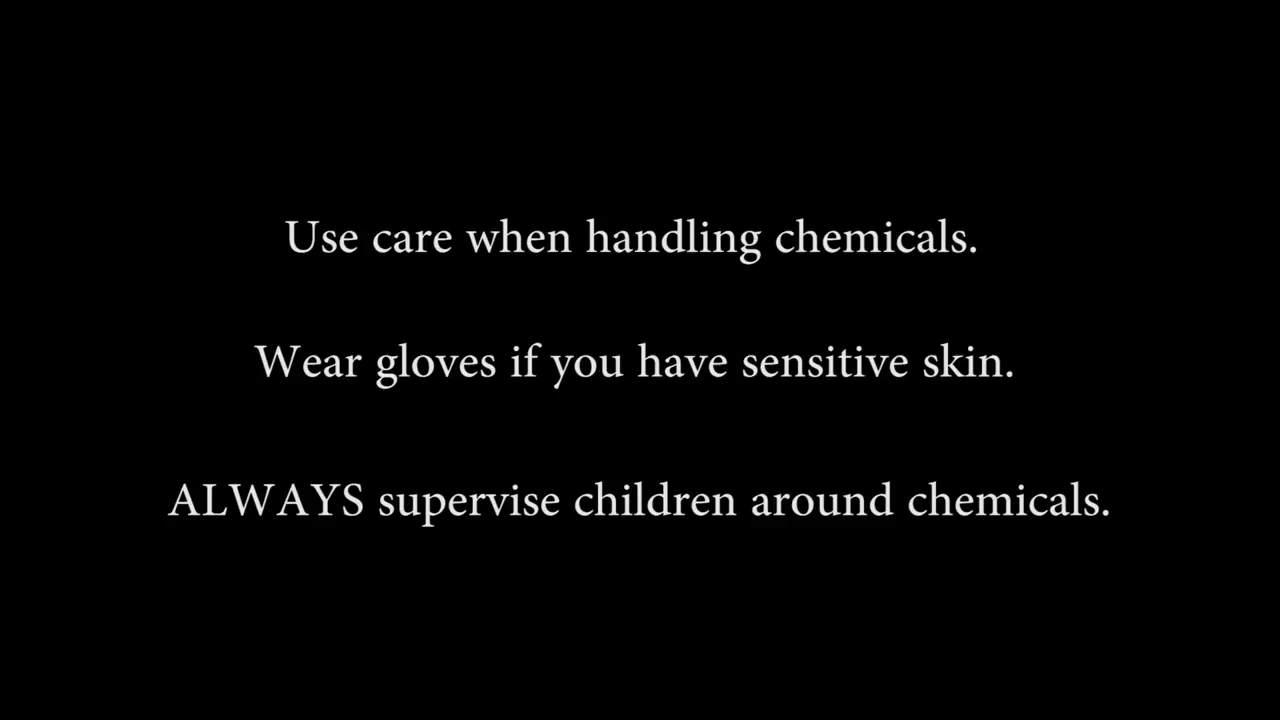 Use care when handling chemicals.
Wear gloves if you have sensitive skin.
ALWAYS supervise children around chemicals.